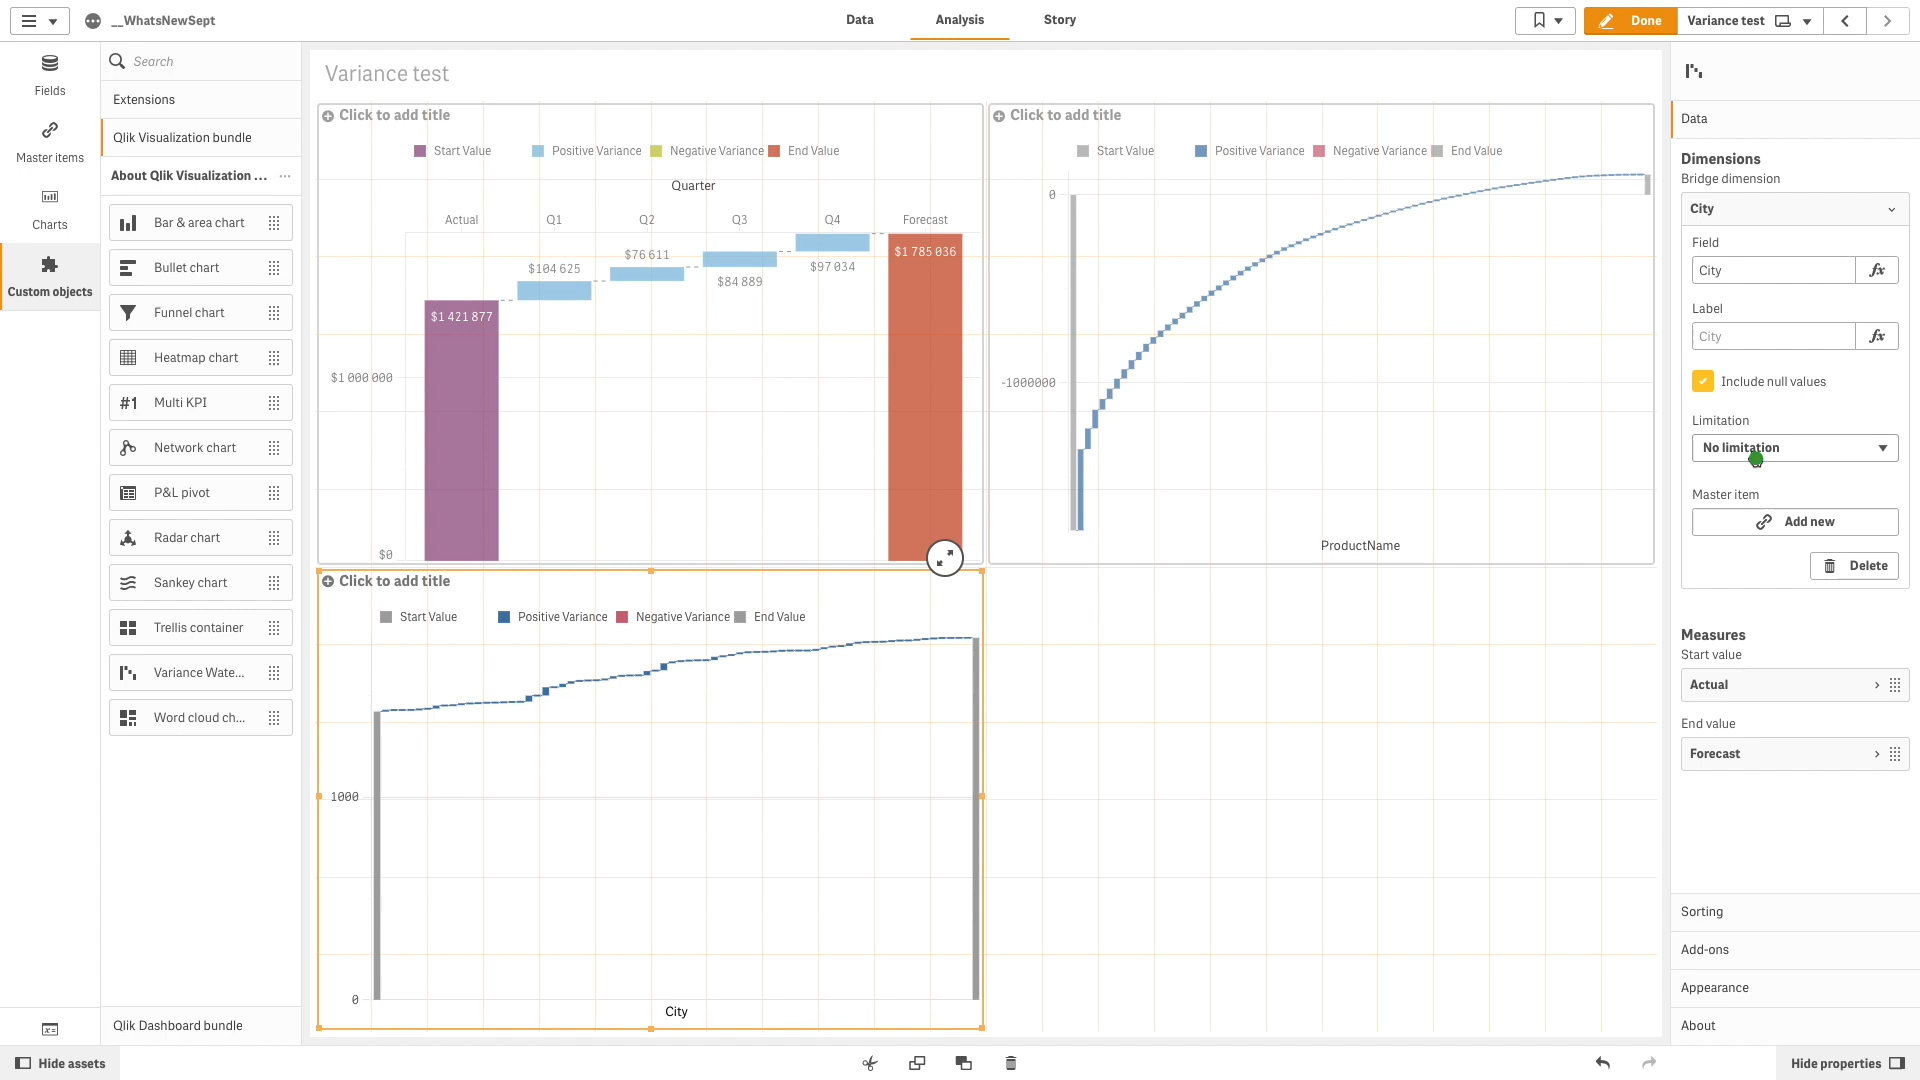 __WhatsNewSept
Data
Analysis
Story
Done
Variance test
Fields
Master items
Charts
Custom objects
Search
Extensions
Qlik Visualization bundle
About Qlik Visualization ...
Bar & area chart
Bullet chart
Funnel chart
Heatmap chart
#1 Multi KPI
Network chart
P&L pivot
Radar chart
Sankey chart
Trellis container
Variance Wate...
Word cloud ch...
Qlik Dashboard bundle
Variance test
Click to add title
Start Value Positive Variance Negative Variance End Value
Quarter
Actual Q1 Q2 Q3 Q4 Forecast
$1 421 877
$104 625
$76 611
$84 889
$97 034
$1 785 036
$1 000 000
$0
Click to add title
Start Value Positive Variance Negative Variance End Value
0
-1000000
ProductName
Click to add title
Start Value Positive Variance Negative Variance End Value
1000
0
City
Data
Dimensions
Bridge dimension
City
Field
City fx
Label
City fx
Include null values
Limitation
No limitation
Master item
Add new
Delete
Measures
Start value
Actual
End value
Forecast
Sorting
Add-ons
Appearance
About
Hide assets
Hide properties